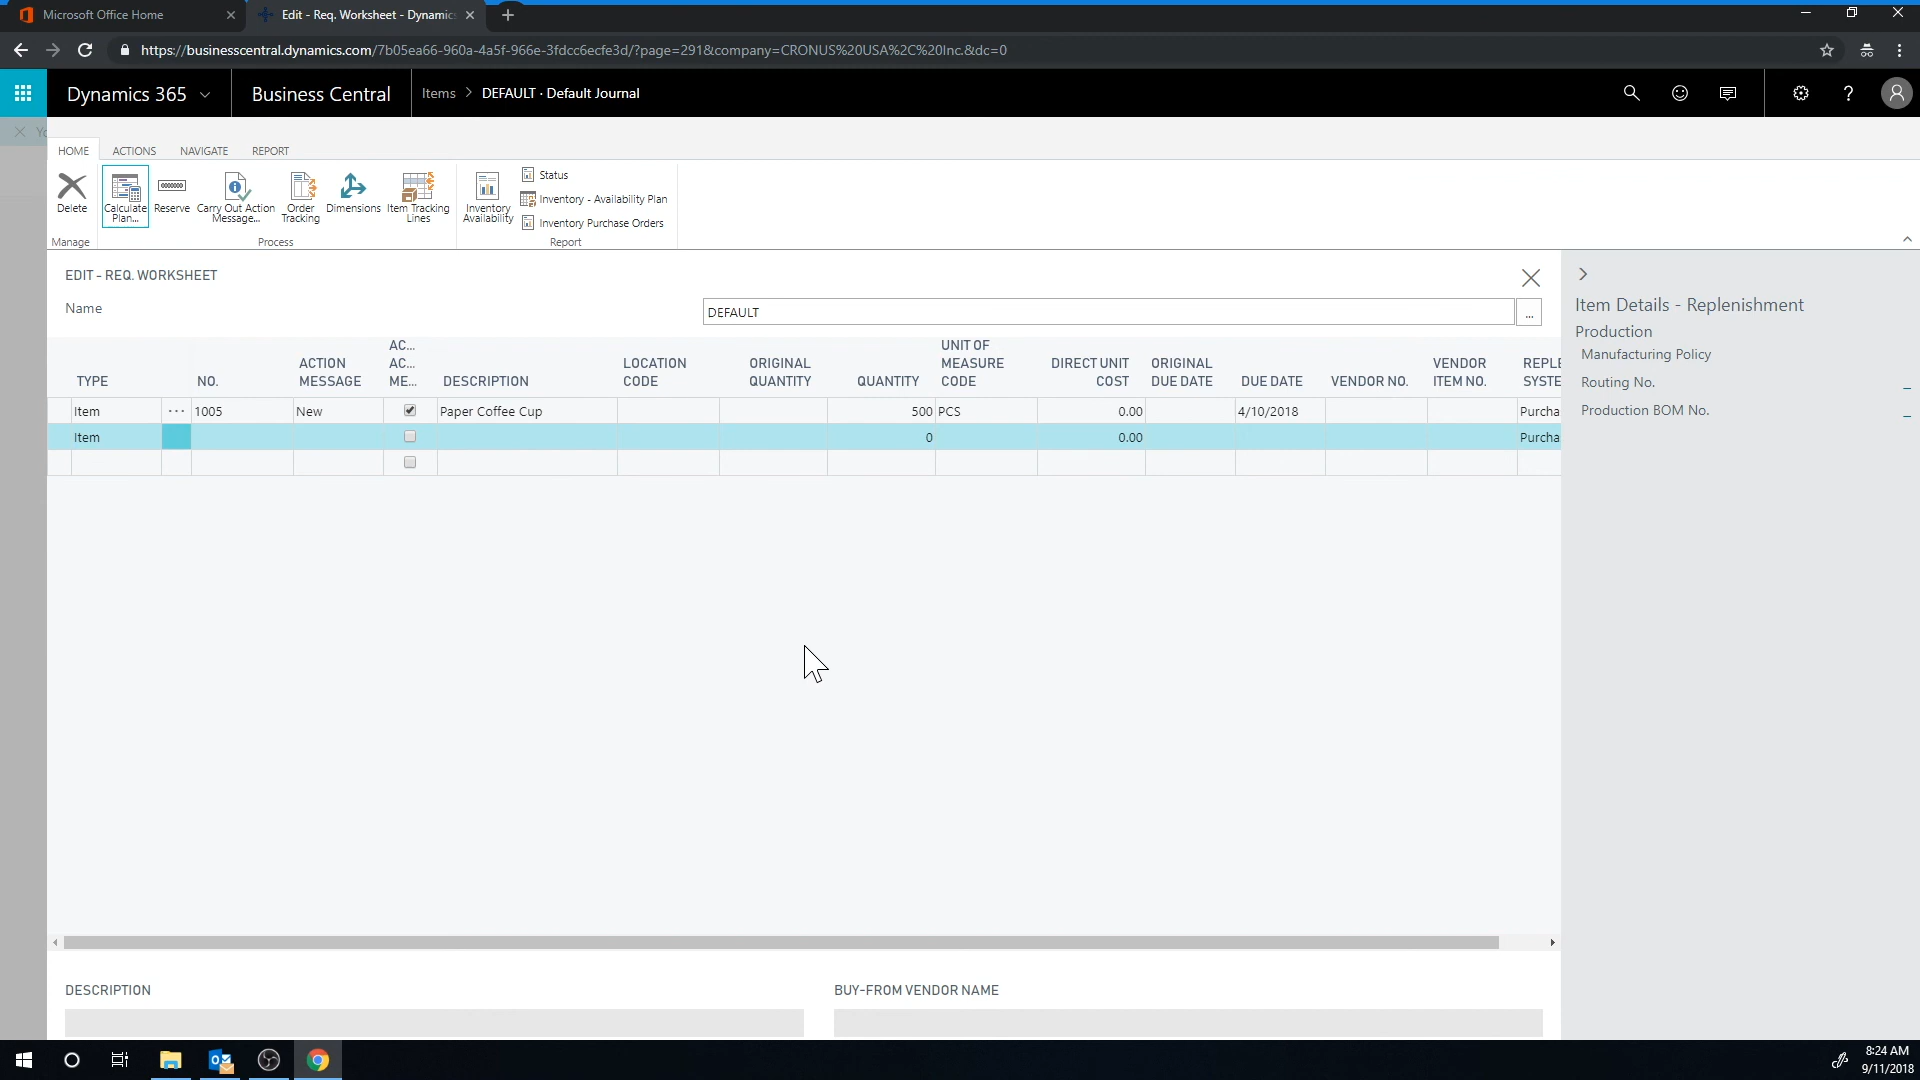 Microsoft Office Home
Edit - Req. Worksheet - Dynamics
https://businesscentral.dynamics.com/7b05ea66-960a-4a5f-966e-3fdcc6ecfe3d/?page=291&company=CRONUS%20USA%2C%20Inc.&dc=0
Dynamics 365
Business Central
Items > DEFAULT · Default Journal
HOME ACTIONS NAVIGATE REPORT
Delete
Calculate Plan...
Reserve
Carry Out Action Message...
Order Tracking
Dimensions
Item Tracking Lines
Inventory Availability
Status
Inventory - Availability Plan
Inventory Purchase Orders
Manage
Process
Report
EDIT - REQ. WORKSHEET
Name
DEFAULT
...
TYPE
NO.
ACTION MESSAGE
AC... AC... ME...
DESCRIPTION
LOCATION CODE
ORIGINAL QUANTITY
QUANTITY
UNIT OF MEASURE CODE
DIRECT UNIT COST
ORIGINAL DUE DATE
DUE DATE
VENDOR NO.
VENDOR ITEM NO.
REPLE SYSTE
Item ... 1005 New Paper Coffee Cup 500 PCS 0.00 4/10/2018 Purcha
Item 0 0.00 Purcha
Item Details - Replenishment
Production
Manufacturing Policy
Routing No. _
Production BOM No. _
DESCRIPTION
BUY-FROM VENDOR NAME
8:24 AM
9/11/2018